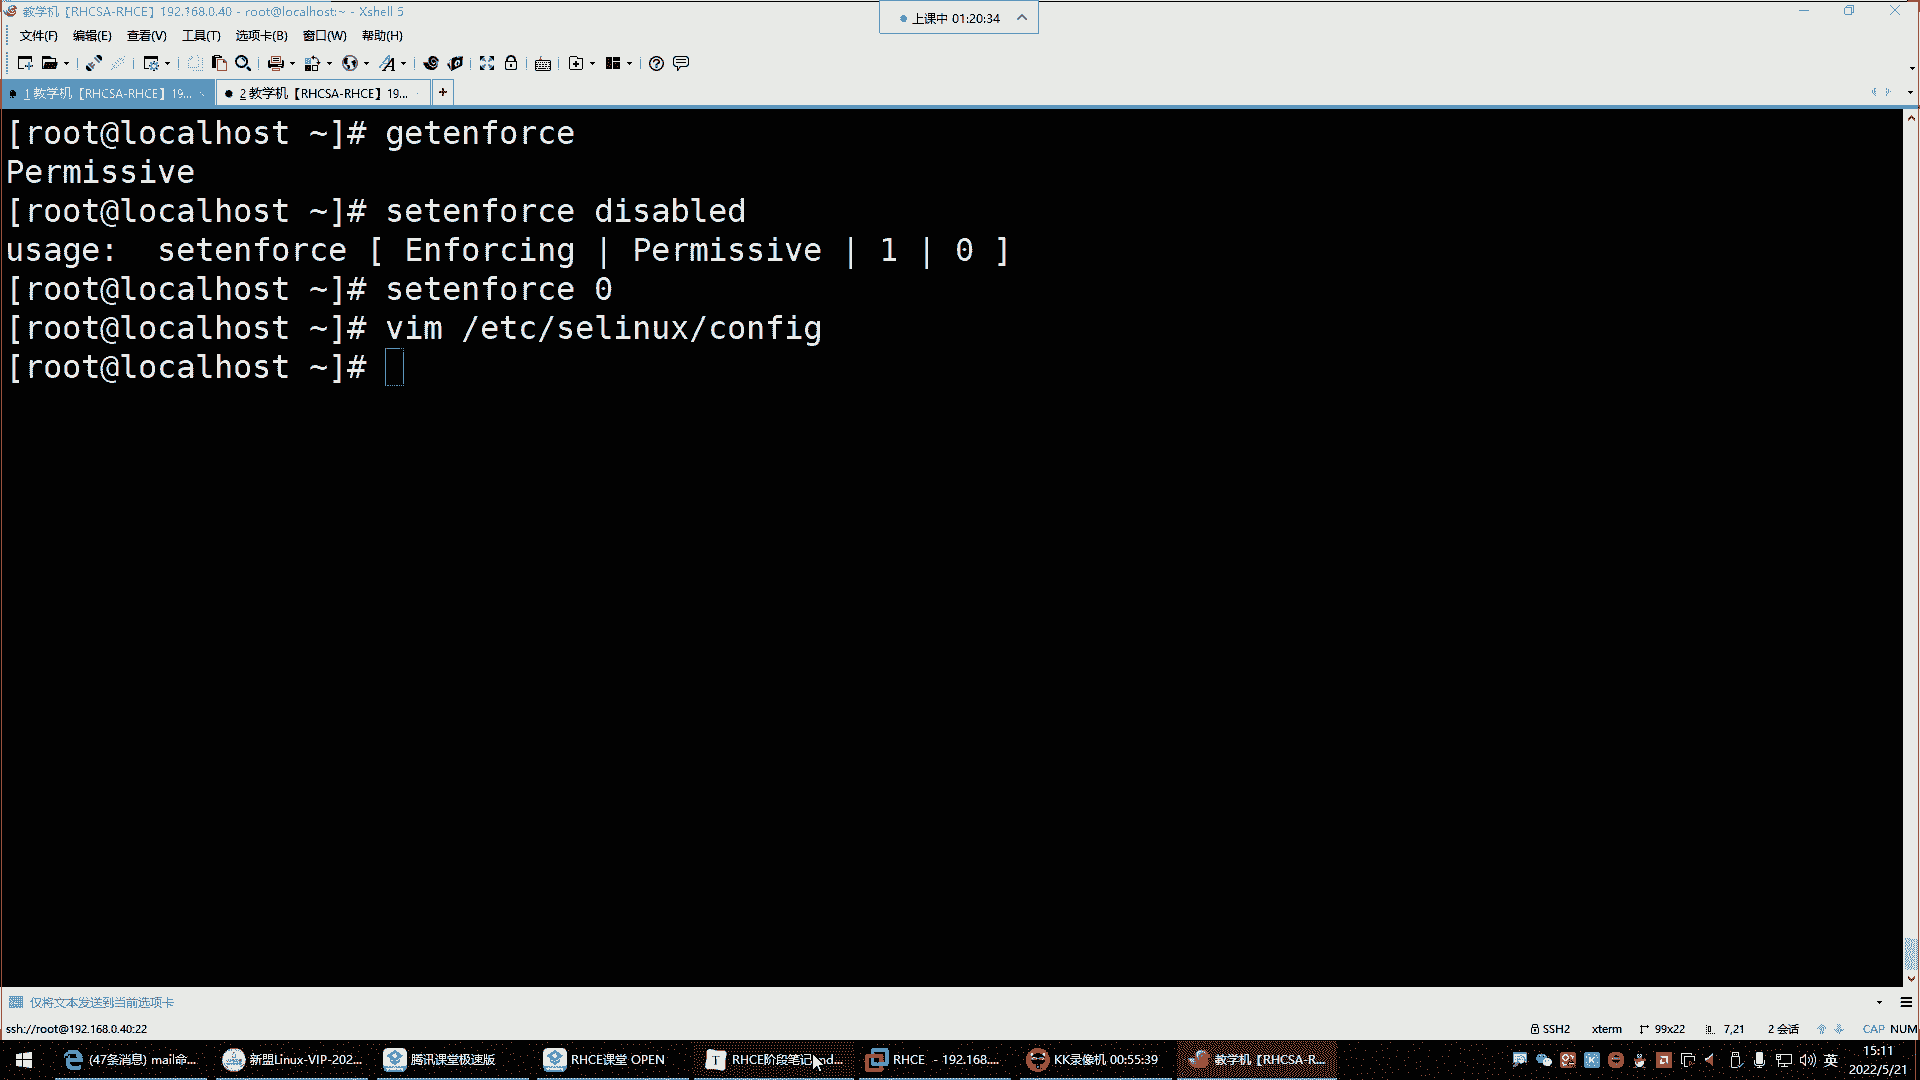 教学机【RHCSA-RHCE】192.168.0.40 - root@localhost:~ - Xshell 5
上课中 01:20:34
文件(F) 编辑(E) 查看(V) 工具(T) 选项卡(B) 窗口(W) 帮助(H)
1 教学机【RHCSA-RHCE】19... 2 教学机【RHCSA-RHCE】19...
[root@localhost ~]# getenforce
Permissive
[root@localhost ~]# setenforce disabled
usage:  setenforce [ Enforcing | Permissive | 1 | 0 ]
[root@localhost ~]# setenforce 0
[root@localhost ~]# vim /etc/selinux/config
[root@localhost ~]#
仅将文本发送到当前选项卡
ssh://root@192.168.0.40:22 SSH2 xterm 99x22 7,21 2 会话 CAP NUM
(47条消息) mail命... 新盟Linux-VIP-202... 腾讯课堂极速版 RHCE课堂 OPEN RHCE阶段笔记.md... RHCE - 192.168.... KK录像机 00:55:39 教学机【RHCSA-R... 英 15:11
2022/5/21